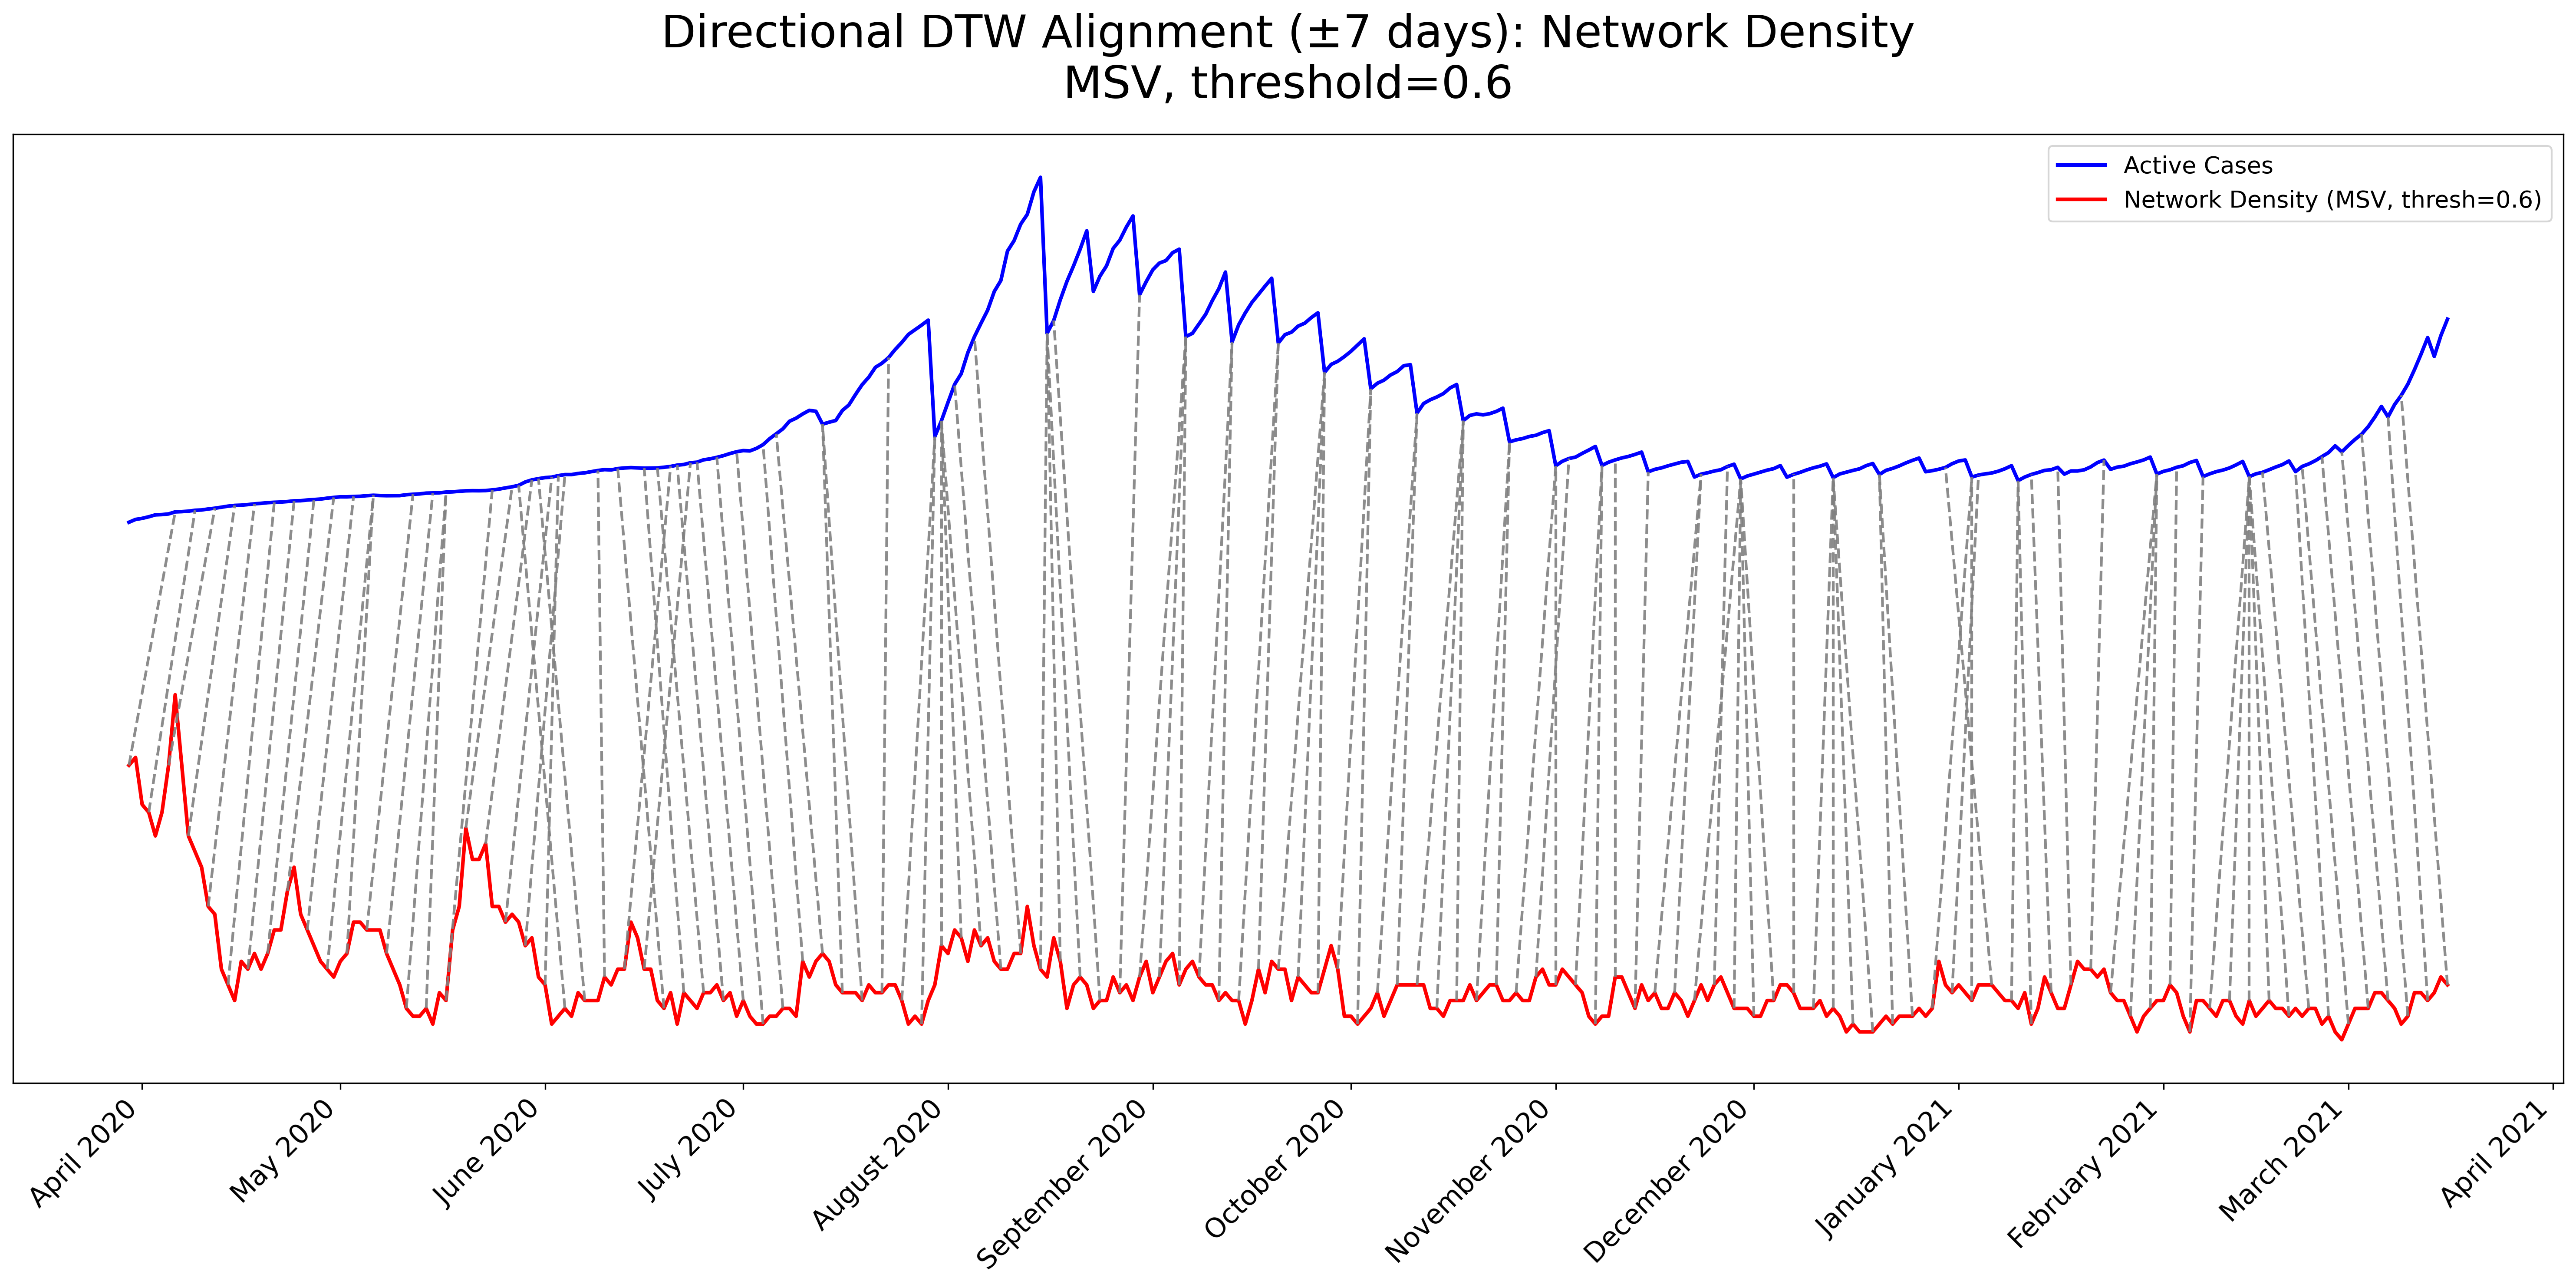 Directional DTW Alignment (±7 days): Network Density
MSV, threshold=0.6
Active Cases
Network Density (MSV, thresh=0.6)
April 2020
May 2020
June 2020
July 2020
August 2020
September 2020
October 2020
November 2020
December 2020
January 2021
February 2021
March 2021
April 2021